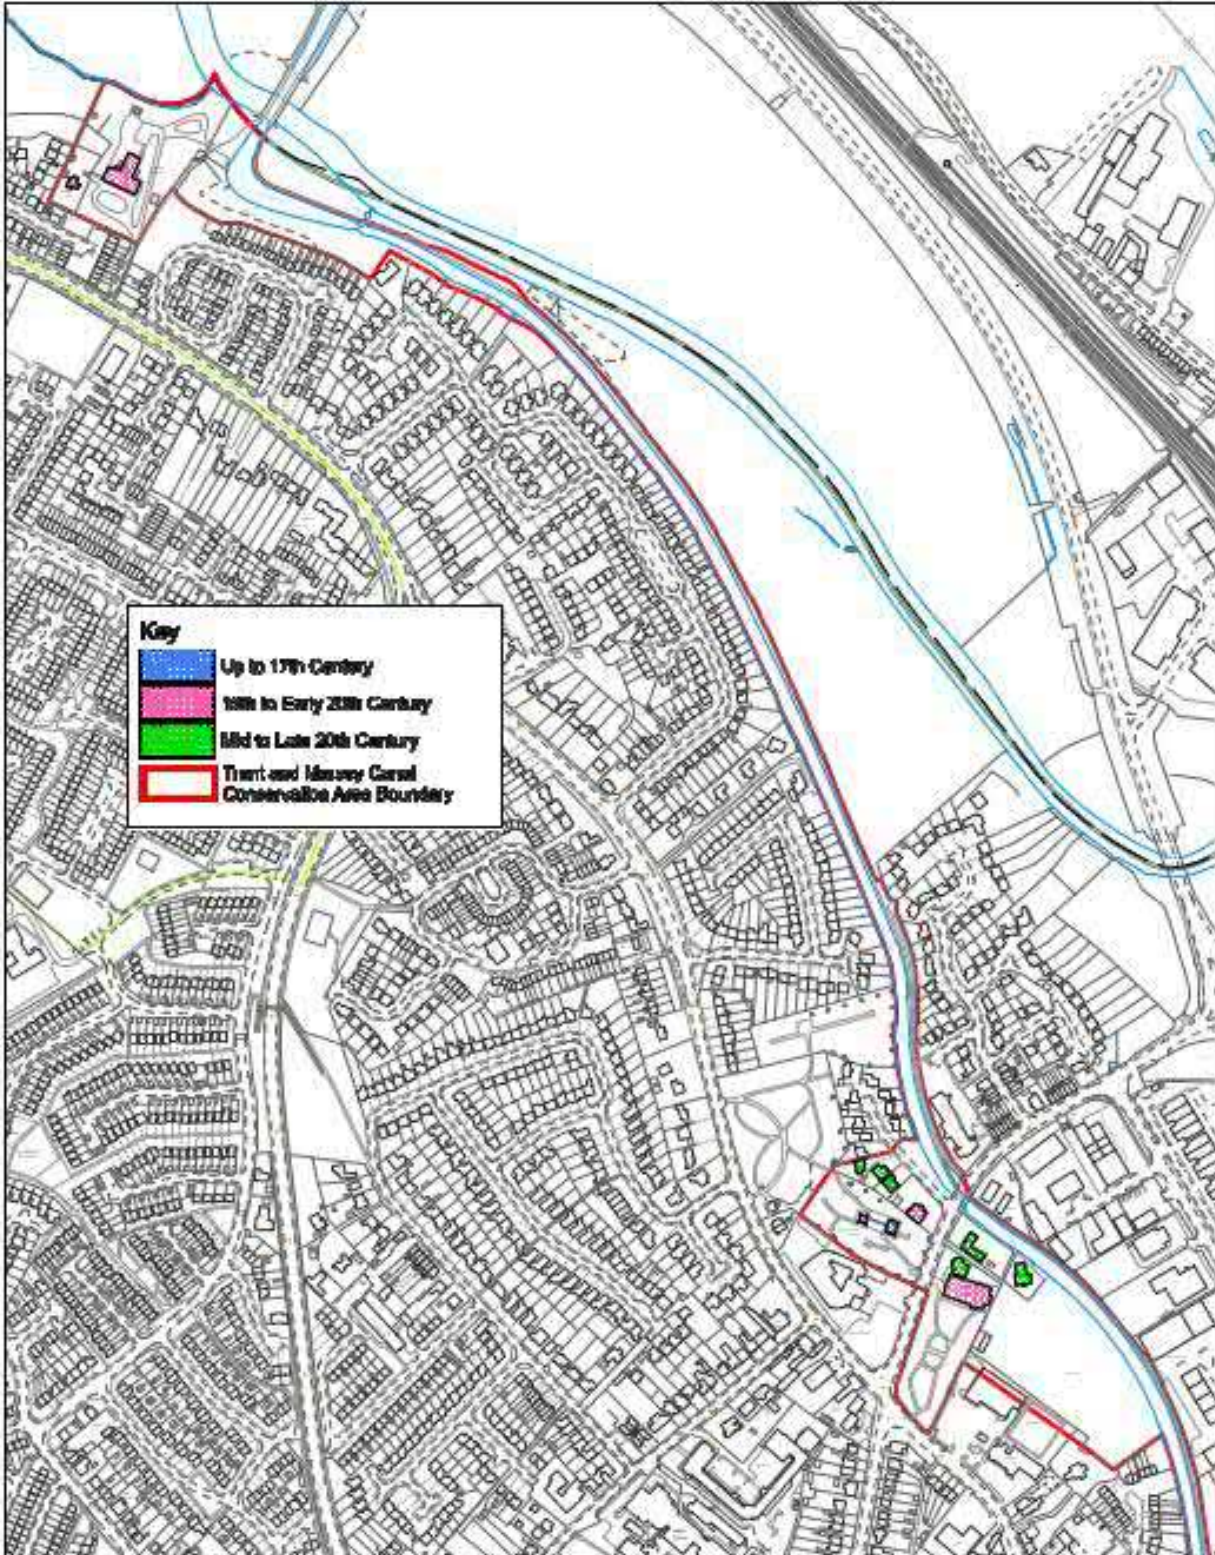 Key
Up to 17th Century
18th to Early 20th Century
Mid to Late 20th Century
Trent and Mersey Canal
Conservation Area Boundary